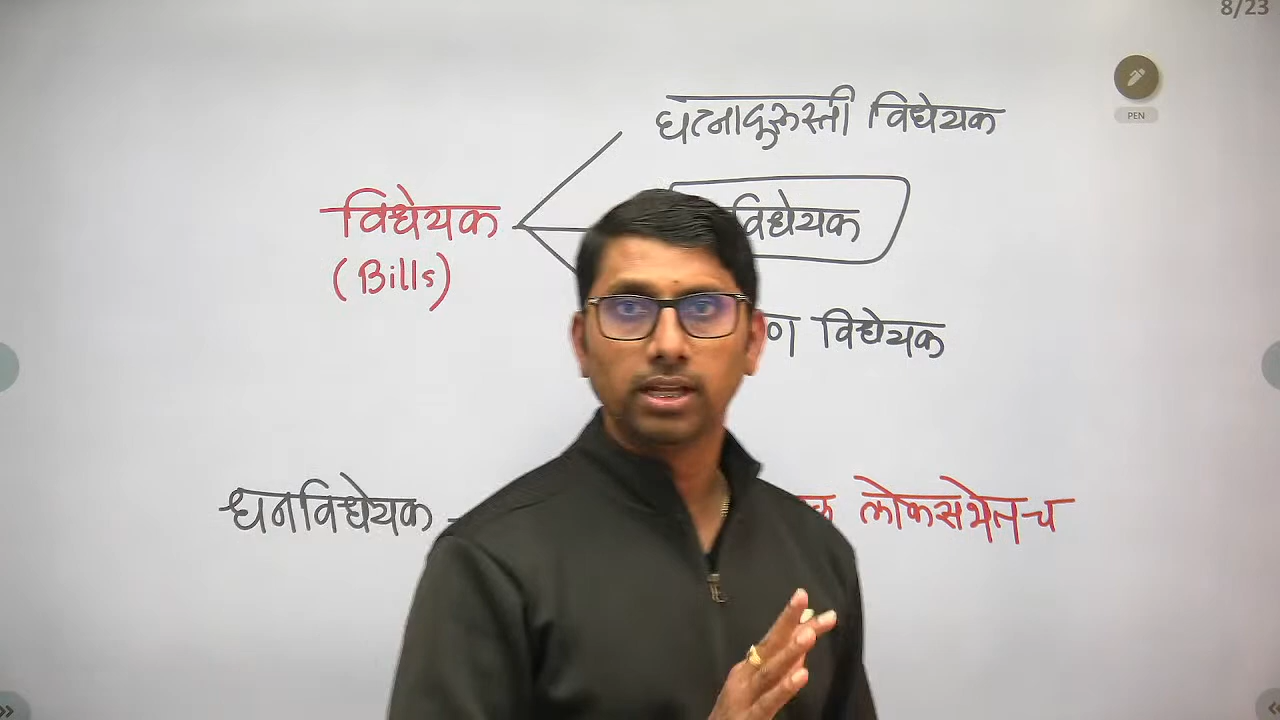 8/23
PEN
घटनादुरुस्ती विधेयक
विधेयक
(Bills)
विधेयक
विधेयक
धनविधेयक -
लोकसभेतच